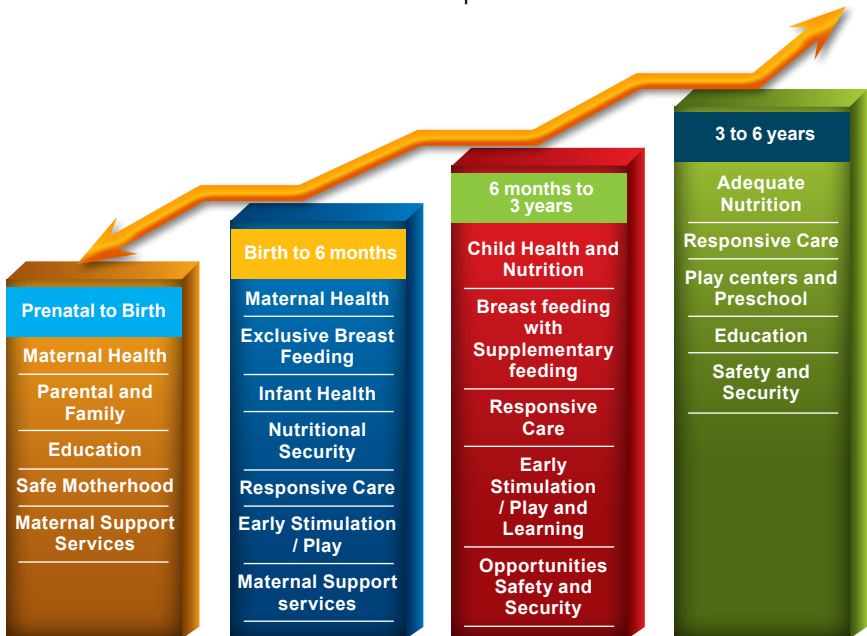 Prenatal to Birth
Maternal Health
Parental and
Family
Education
Safe Motherhood
Maternal Support
Services
Birth to 6 months
Maternal Health
Exclusive Breast
Feeding
Infant Health
Nutritional
Security
Responsive Care
Early Stimulation
/ Play
Maternal Support
services
6 months to
3 years
Child Health and
Nutrition
Breast feeding
with
Supplementary
feeding
Responsive
Care
Early
Stimulation
/ Play and
Learning
Opportunities
Safety and
Security
3 to 6 years
Adequate
Nutrition
Responsive Care
Play centers and
Preschool
Education
Safety and
Security